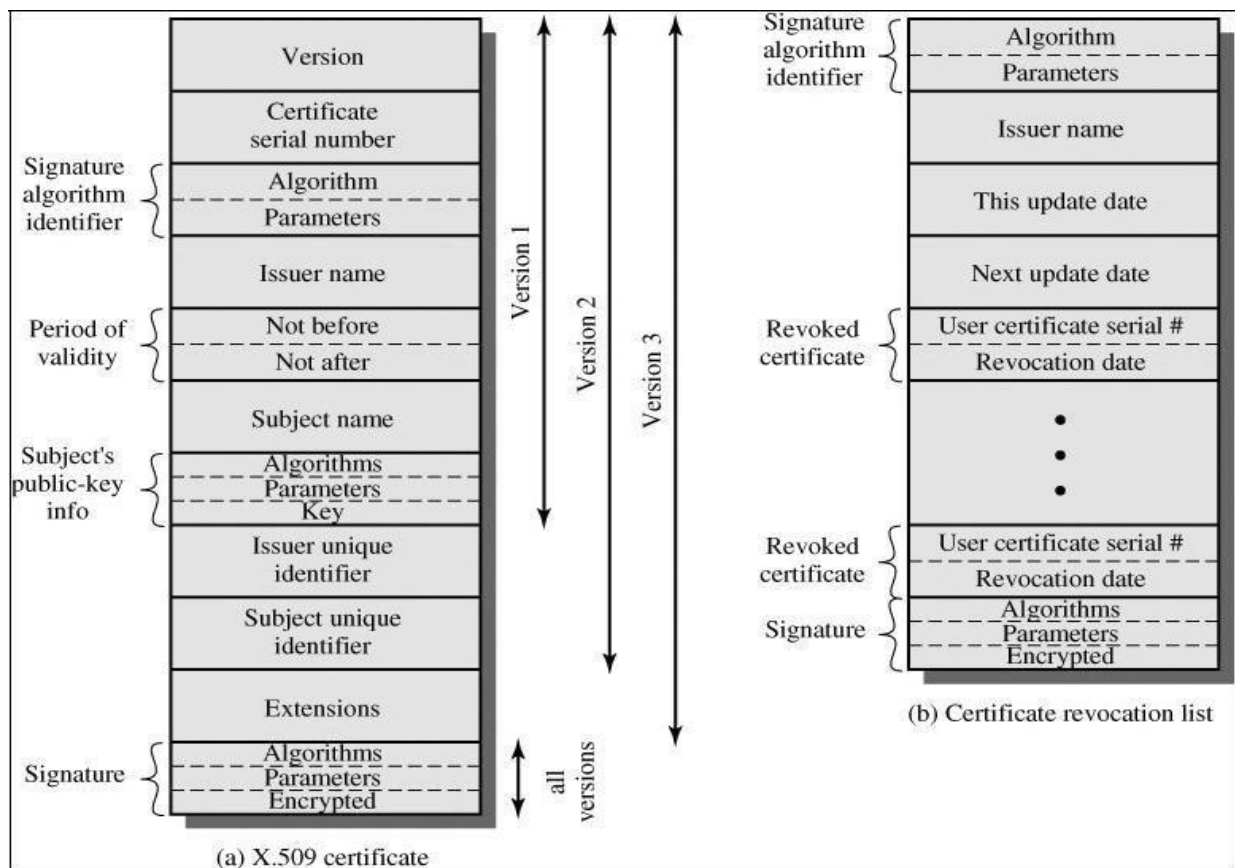 Version
Certificate
serial number
Signature
algorithm
identifier
Algorithm
Parameters
Issuer name
Period of
validity
Not before
Not after
Subject name
Subject's
public-key
info
Algorithms
Parameters
Key
Issuer unique
identifier
Subject unique
identifier
Extensions
Signature
Algorithms
Parameters
Encrypted
Version 1
Version 2
Version 3
all
versions
(a) X.509 certificate
Signature
algorithm
identifier
Algorithm
Parameters
Issuer name
This update date
Next update date
Revoked
certificate
User certificate serial #
Revocation date
Revoked
certificate
User certificate serial #
Revocation date
Signature
Algorithms
Parameters
Encrypted
(b) Certificate revocation list